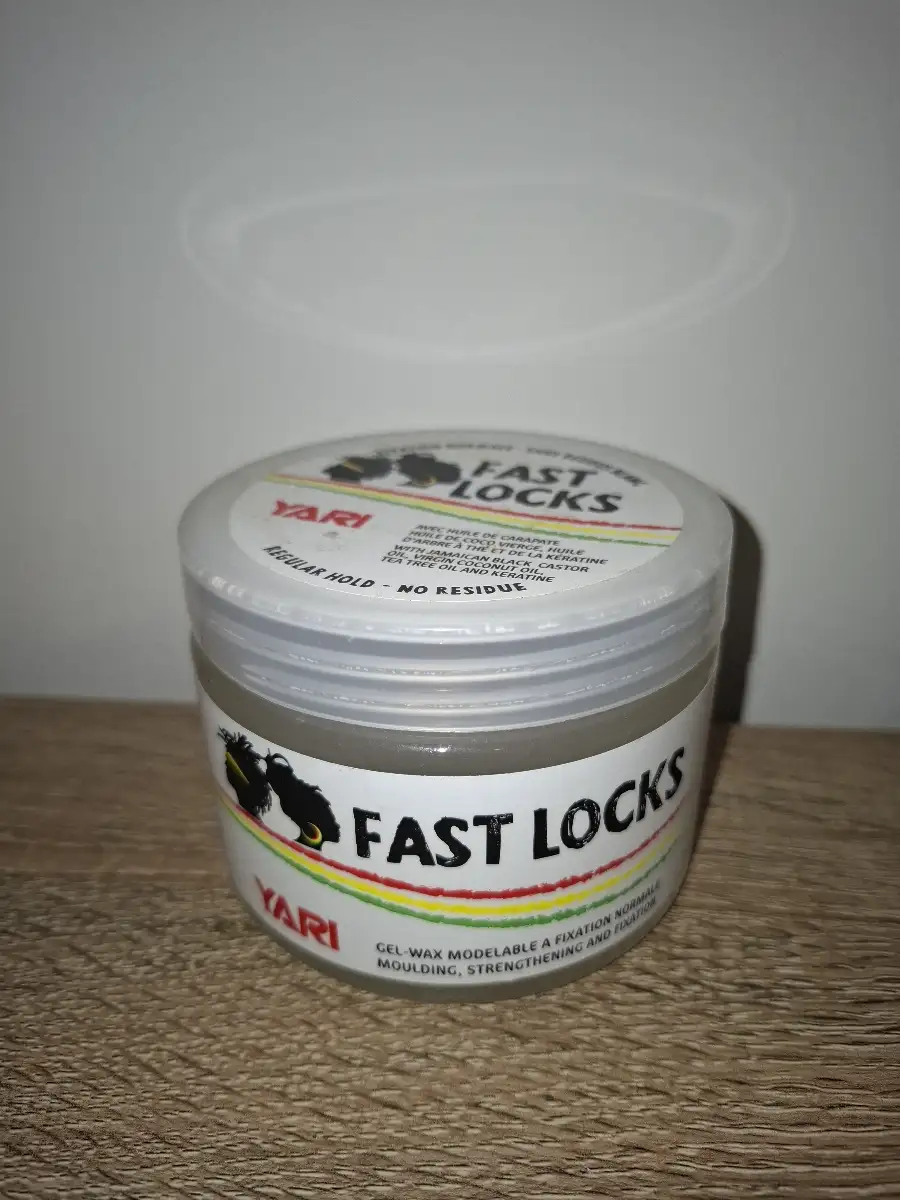 FAST
LOCKS
YARI
AVEC HUILE DE CARAPATE
HUILE DE COCO VIERGE, HUILE
D'ARBRE À THÉ ET DE LA KÉRATINE
WITH JAMAICAN BLACK CASTOR
OIL, VIRGIN COCONUT OIL,
TEA TREE OIL AND KERATINE
REGULAR HOLD - NO RESIDUE
FAST LOCKS
YARI
GEL-WAX MODELABLE A FIXATION NORMALE
MOULDING, STRENGTHENING AND FIXATION